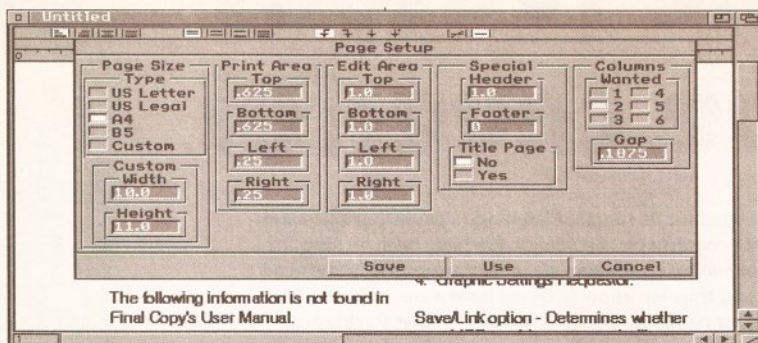 Untitled
Page Setup
Page Size
Type
US Letter
US Legal
A4
B5
Custom
Custom
Width
10.0
Height
11.0
Print Area
Top
.625
Bottom
.625
Left
.25
Right
.25
Edit Area
Top
1.0
Bottom
1.0
Left
1.0
Right
1.0
Special
Header
1.0
Footer
0
Title Page
No
Yes
Columns
Wanted
1 4
2 5
3 6
Gap
.1875
Save Use Cancel
The following information is not found in
Final Copy's User Manual.
4. Graphic Settings Requestor.
Save/Link option - Determines whether
0
1